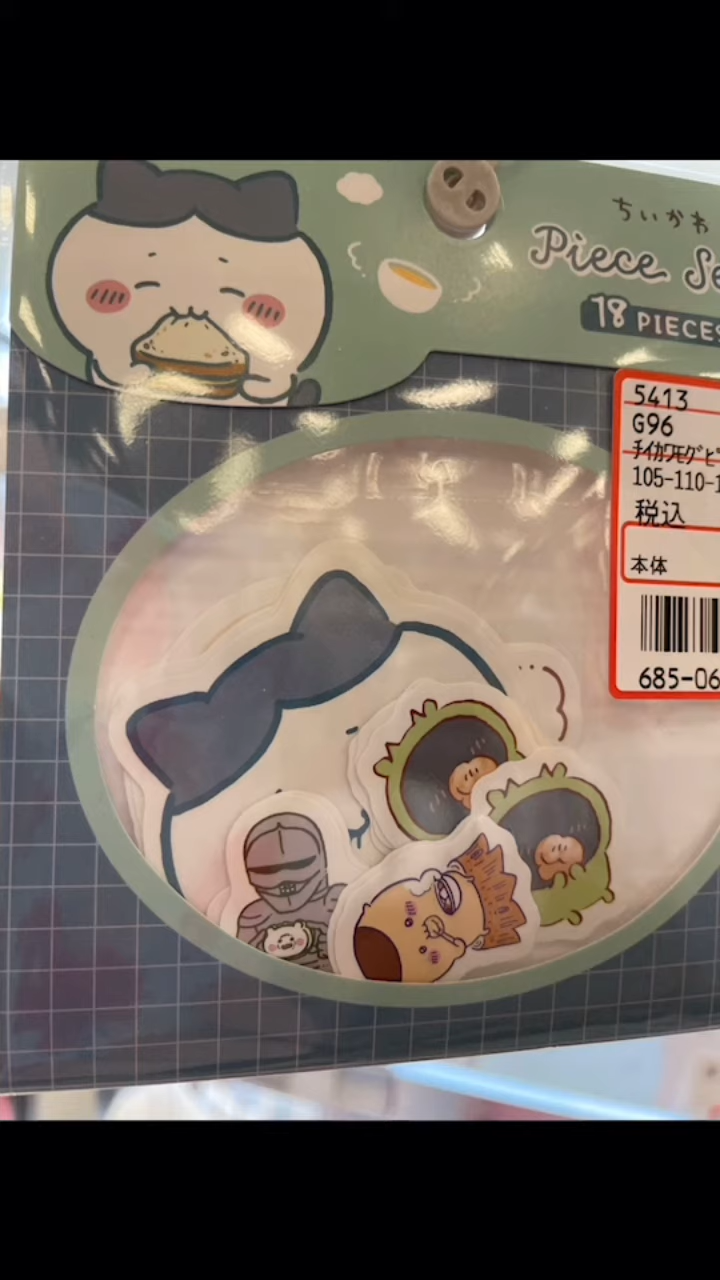 ちいかわ
Piece Se
18 PIECES
5413
G96
チイカワモグピ
105-110-1
税込
本体
685-06